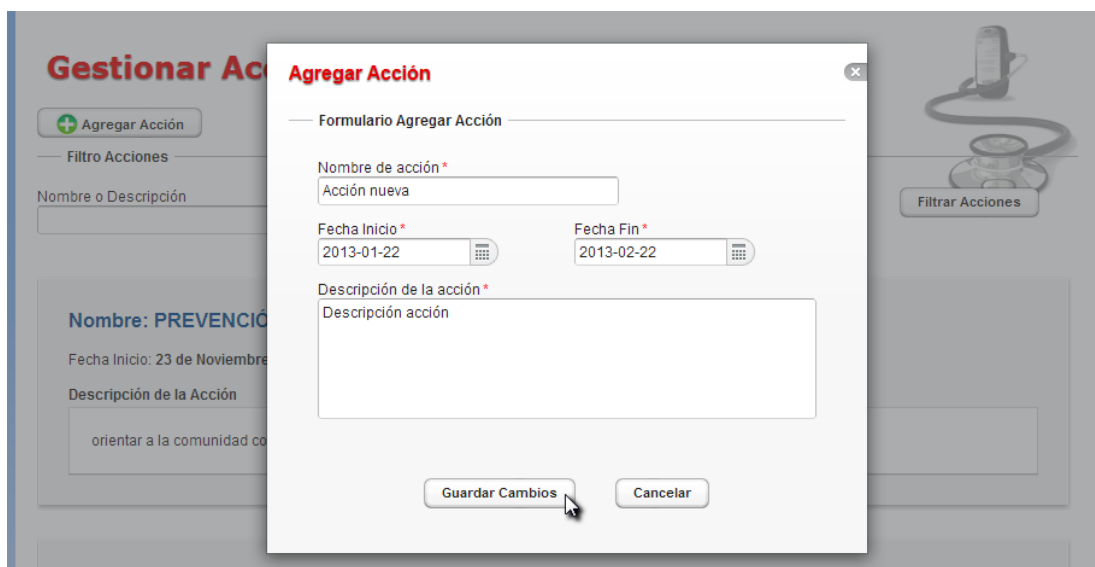 Gestionar Ac
Agregar Acción
Filtro Acciones
Nombre o Descripción
Filtrar Acciones
Nombre: PREVENCIÓ
Fecha Inicio: 23 de Noviembre
Descripción de la Acción
orientar a la comunidad co
Agregar Acción
Formulario Agregar Acción
Nombre de acción *
Acción nueva
Fecha Inicio * Fecha Fin *
2013-01-22 2013-02-22
Descripción de la acción *
Descripción acción
Guardar Cambios Cancelar